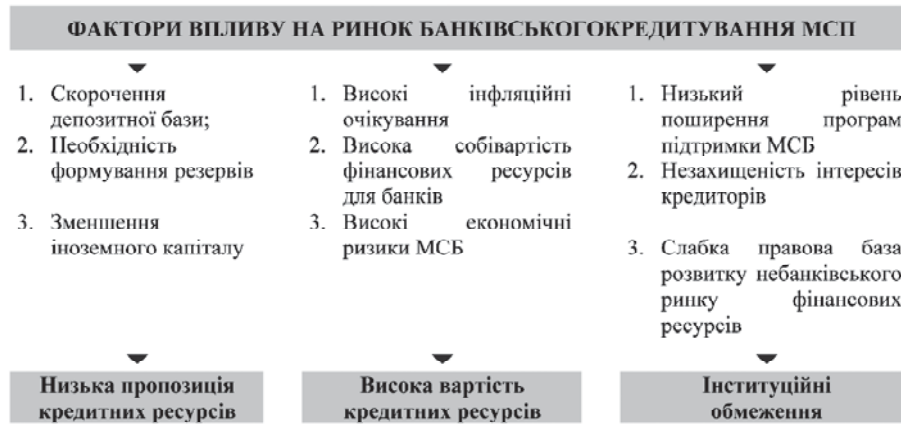 ФАКТОРИ ВПЛИВУ НА РИНОК БАНКІВСЬКОГОКРЕДИТУВАННЯ МСП
1. Скорочення
депозитної бази;
2. Необхідність
формування резервів
3. Зменшення
іноземного капіталу
Низька пропозиція
кредитних ресурсів
1. Високі інфляційні
очікування
2. Висока собівартість
фінансових ресурсів
для банків
3. Високі економічні
ризики МСБ
Висока вартість
кредитних ресурсів
1. Низький рівень
поширення програм
підтримки МСБ
2. Незахищеність інтересів
кредиторів
3. Слабка правова база
розвитку небанківського
ринку фінансових
ресурсів
Інституційні
обмеження